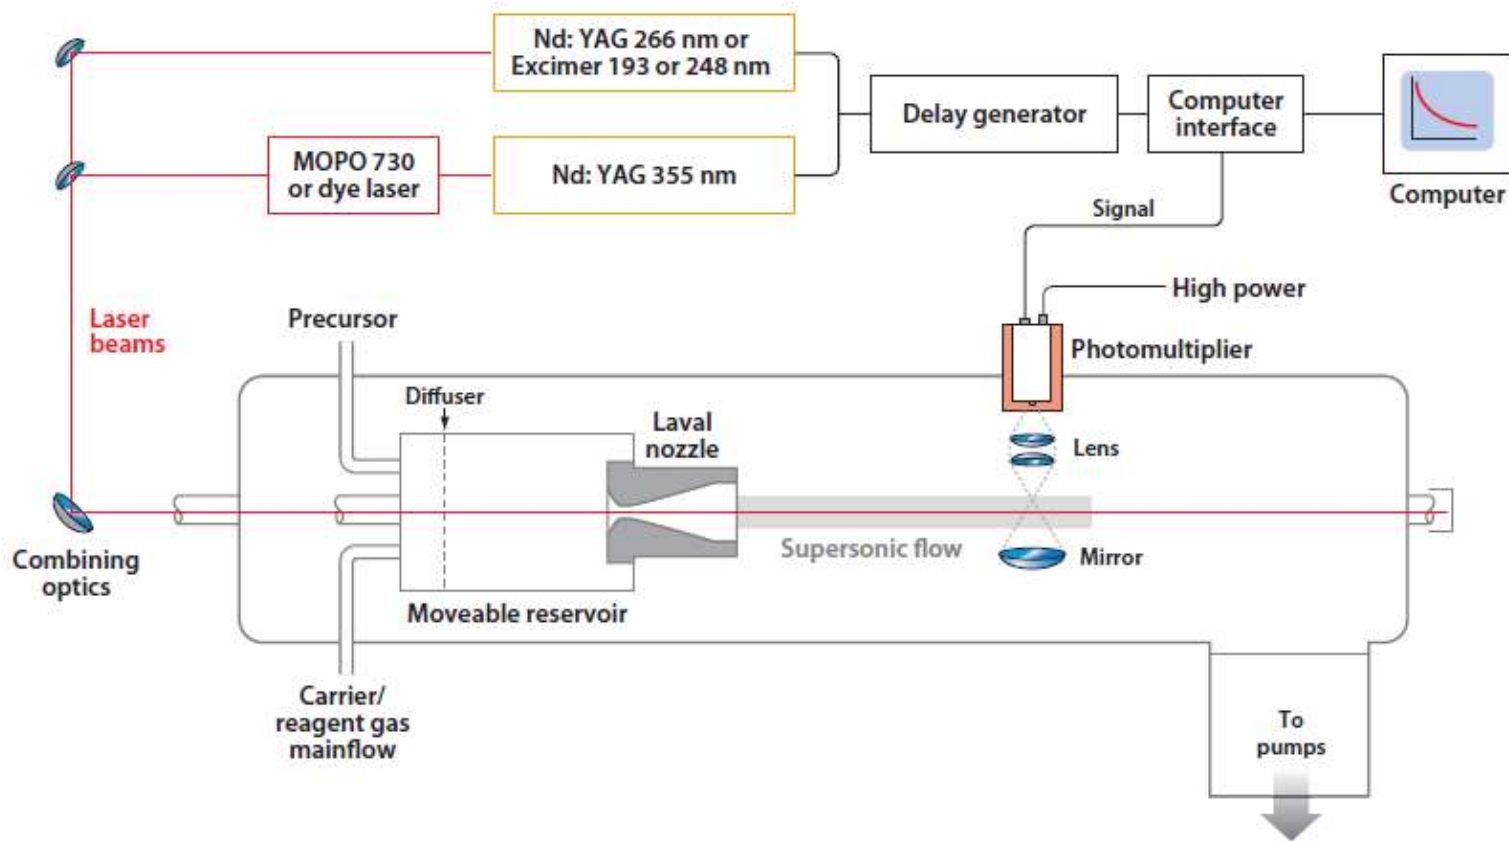 Nd: YAG 266 nm or
Excimer 193 or 248 nm
Delay generator
Computer
interface
MOPO 730
or dye laser
Nd: YAG 355 nm
Computer
Signal
High power
Laser
beams
Precursor
Photomultiplier
Diffuser
Laval
nozzle
Lens
Supersonic flow
Mirror
Combining
optics
Moveable reservoir
Carrier/
reagent gas
mainflow
To
pumps